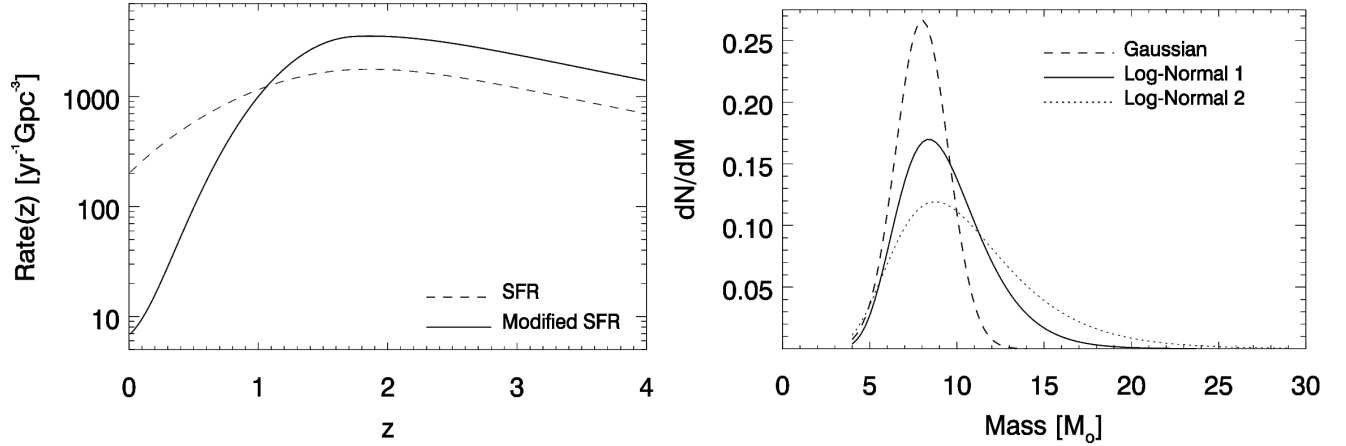 Rate(z) [yr⁻¹Gpc⁻³]
1000
100
10
SFR
Modified SFR
0 1 2 3 4
z
dN/dM
0.25
0.20
0.15
0.10
0.05
Gaussian
Log-Normal 1
Log-Normal 2
0 5 10 15 20 25 30
Mass [Mₒ]